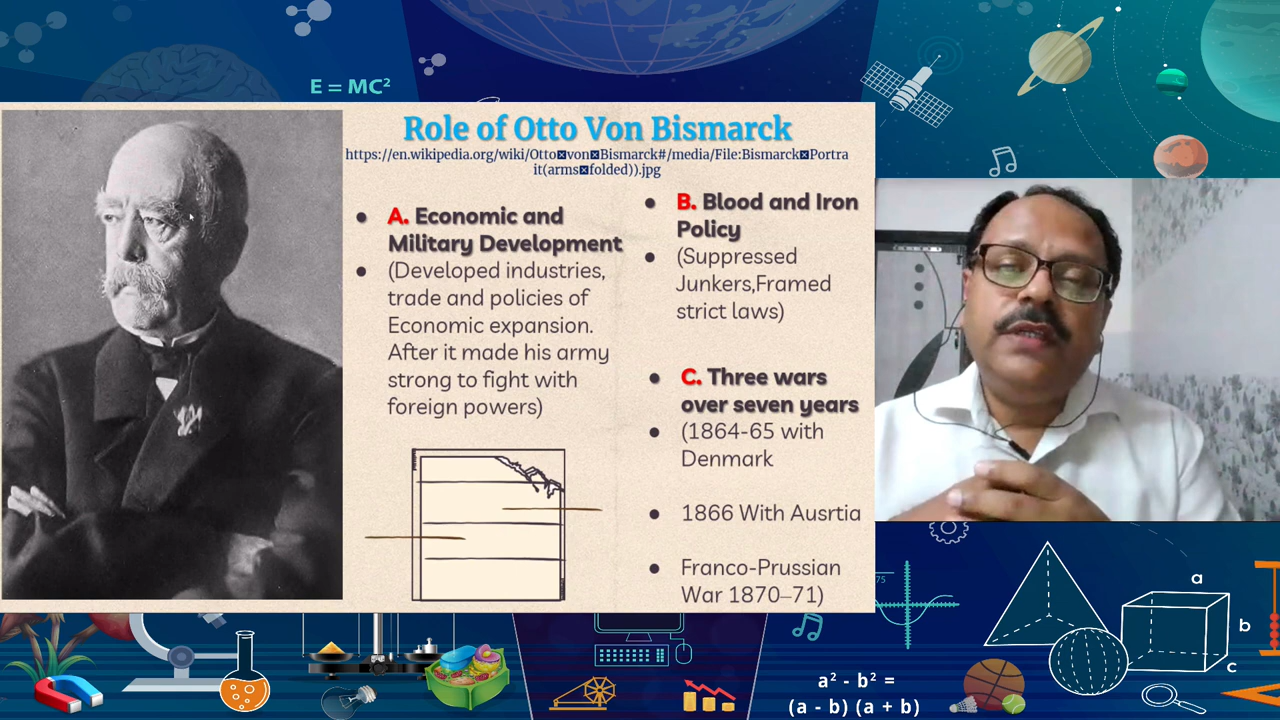 E = MC²
Role of Otto Von Bismarck
https://en.wikipedia.org/wiki/Otto☒von☒Bismarck#/media/File:Bismarck☒Portra
it(arms☒folded)).jpg
● A. Economic and
Military Development
● (Developed industries,
trade and policies of
Economic expansion.
After it made his army
strong to fight with
foreign powers)
● B. Blood and Iron
Policy
● (Suppressed
Junkers,Framed
strict laws)
● C. Three wars
over seven years
● (1864-65 with
Denmark
● 1866 With Ausrtia
● Franco-Prussian
War 1870–71)
75
a
b
c
a² - b² =
(a - b) (a + b)